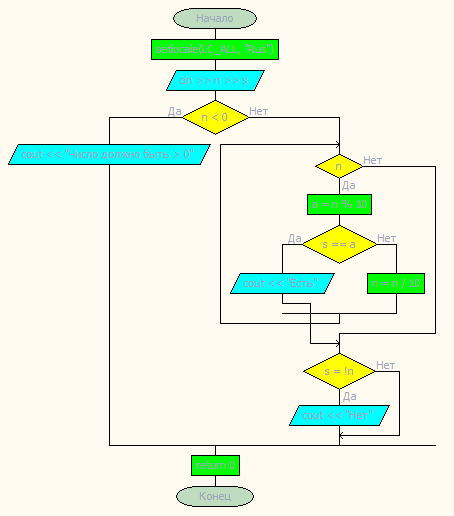 Начало
setlocale(LC_ALL, "Rus")
cin >> n >> s
Да
n < 0
Нет
cout << "Число должно быть > 0"
n
Нет
Да
a = n % 10
Да
s == a
Нет
cout << "Есть"
n = n / 10
s = !n
Нет
Да
cout << "Нет"
return 0
Конец